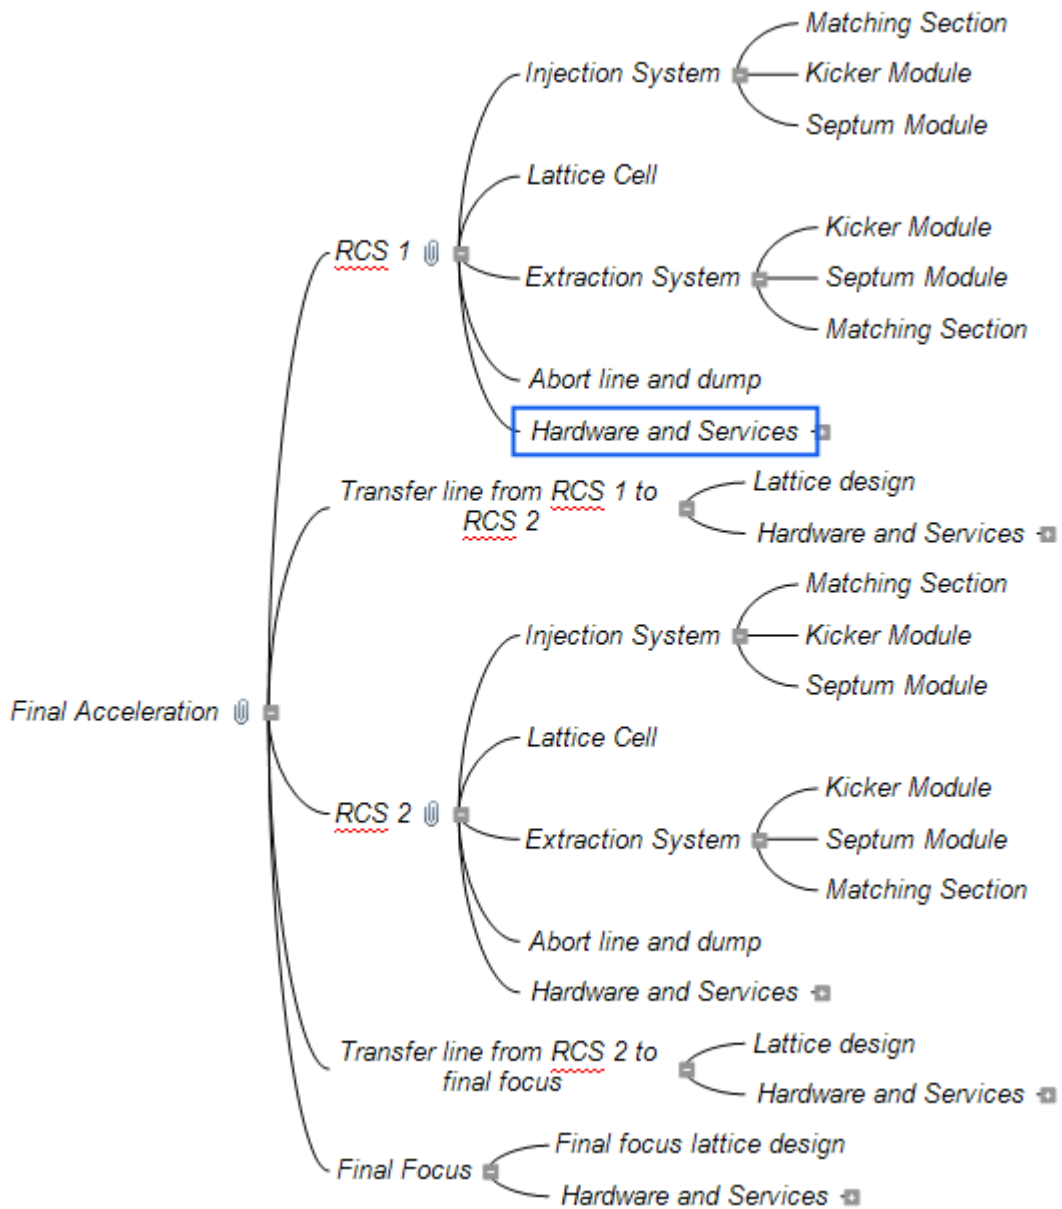 Matching Section
Injection System
Kicker Module
Septum Module
Lattice Cell
Kicker Module
RCS 1
Extraction System
Septum Module
Matching Section
Abort line and dump
Hardware and Services
Transfer line from RCS 1 to
RCS 2
Lattice design
Hardware and Services
Matching Section
Injection System
Kicker Module
Septum Module
Final Acceleration
Lattice Cell
Kicker Module
RCS 2
Extraction System
Septum Module
Matching Section
Abort line and dump
Hardware and Services
Transfer line from RCS 2 to
final focus
Lattice design
Hardware and Services
Final focus lattice design
Final Focus
Hardware and Services